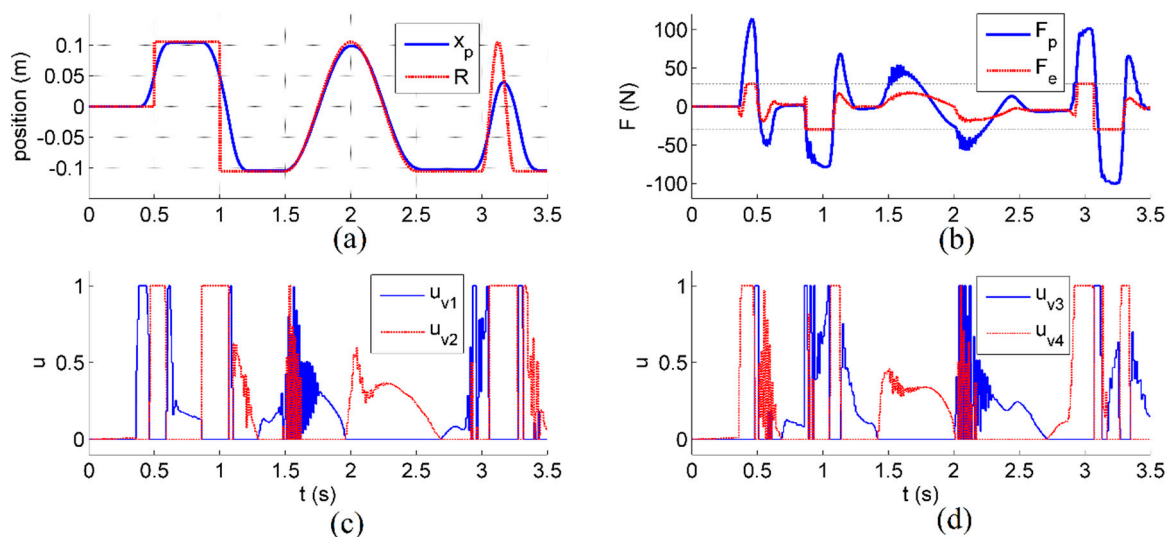 position (m)
0.1
0.05
0
-0.05
-0.1
x_p
R
0 0.5 1 1.5 2 2.5 3 3.5
(a)
F (N)
100
50
0
-50
-100
F_p
F_e
0 0.5 1 1.5 2 2.5 3 3.5
(b)
u
1
0.5
0
u_v1
u_v2
0 0.5 1 1.5 2 2.5 3 3.5
t (s)
(c)
u
1
0.5
0
u_v3
u_v4
0 0.5 1 1.5 2 2.5 3 3.5
t (s)
(d)